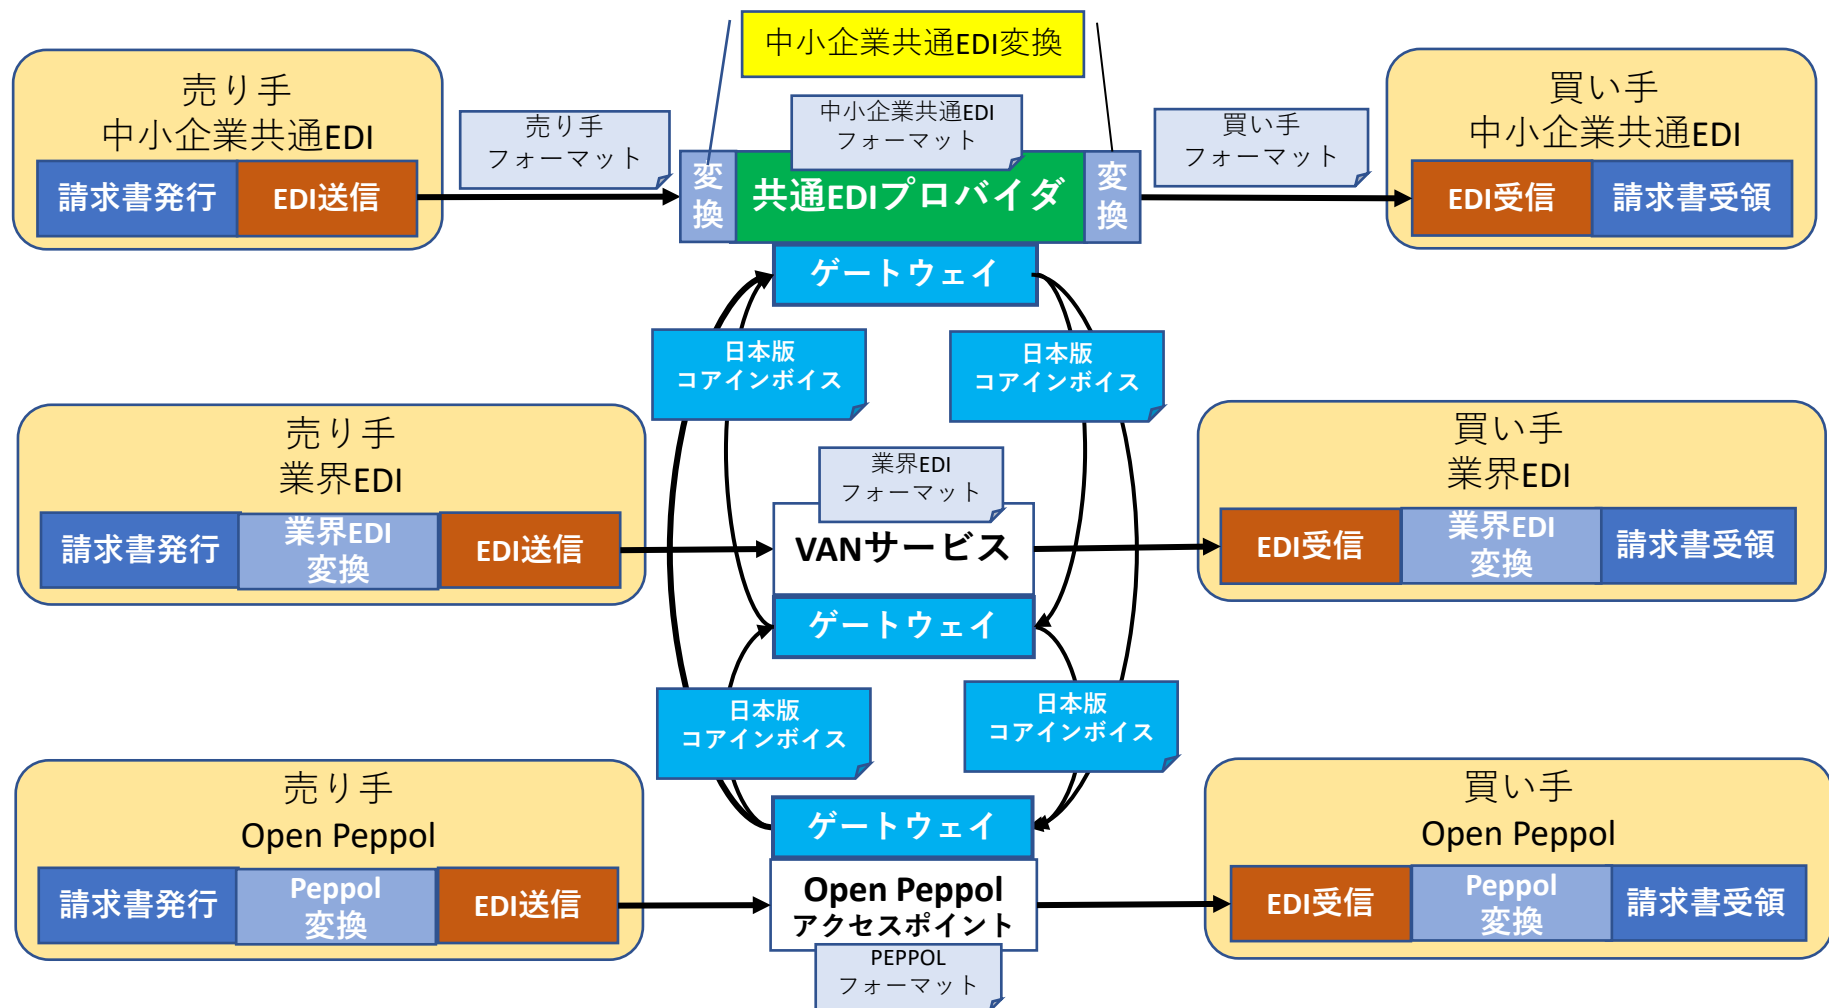 中小企業共通EDI変換
売り手
中小企業共通EDI
請求書発行
EDI送信
売り手
フォーマット
変
換
中小企業共通EDI
フォーマット
共通EDIプロバイダ
変
換
買い手
フォーマット
買い手
中小企業共通EDI
EDI受信
請求書受領
ゲートウェイ
日本版
コアインボイス
日本版
コアインボイス
売り手
業界EDI
請求書発行
業界EDI
変換
EDI送信
業界EDI
フォーマット
VANサービス
ゲートウェイ
買い手
業界EDI
EDI受信
業界EDI
変換
請求書受領
日本版
コアインボイス
日本版
コアインボイス
売り手
Open Peppol
請求書発行
Peppol
変換
EDI送信
ゲートウェイ
Open Peppol
アクセスポイント
PEPPOL
フォーマット
買い手
Open Peppol
EDI受信
Peppol
変換
請求書受領